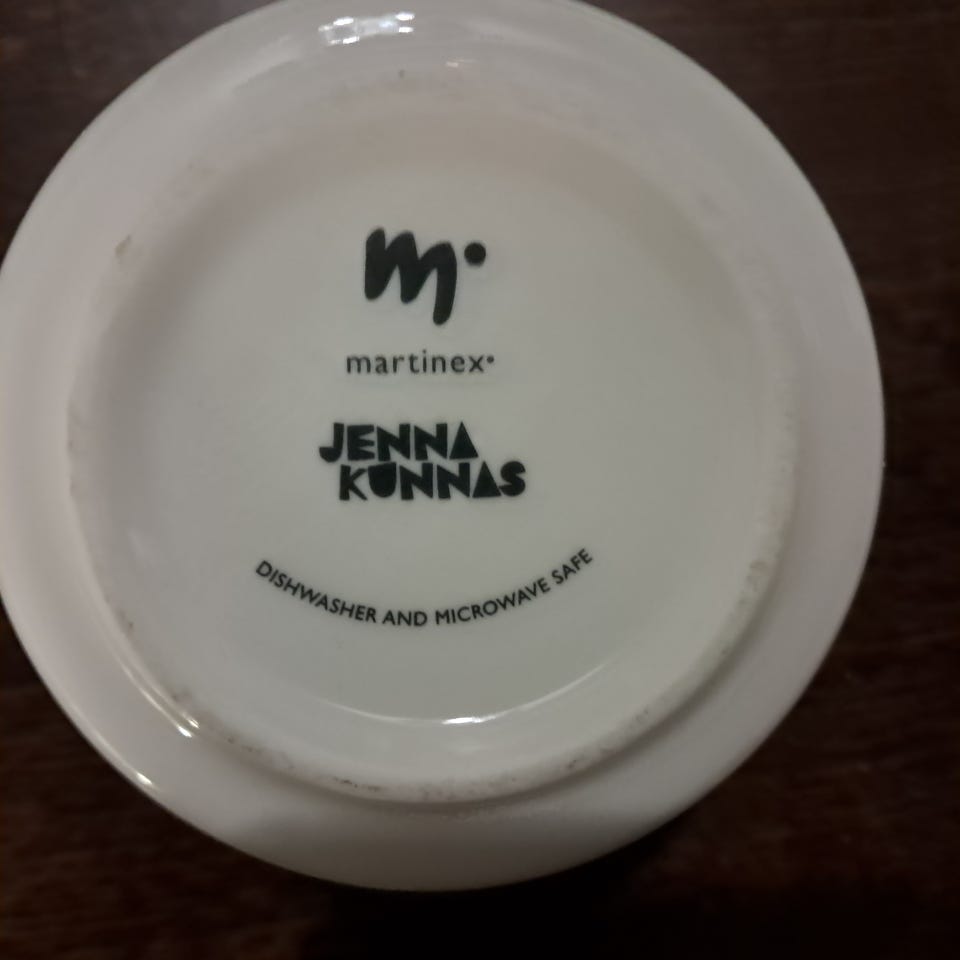 m•
martinex•
JENNA
KUNNAS
DISHWASHER AND MICROWAVE SAFE